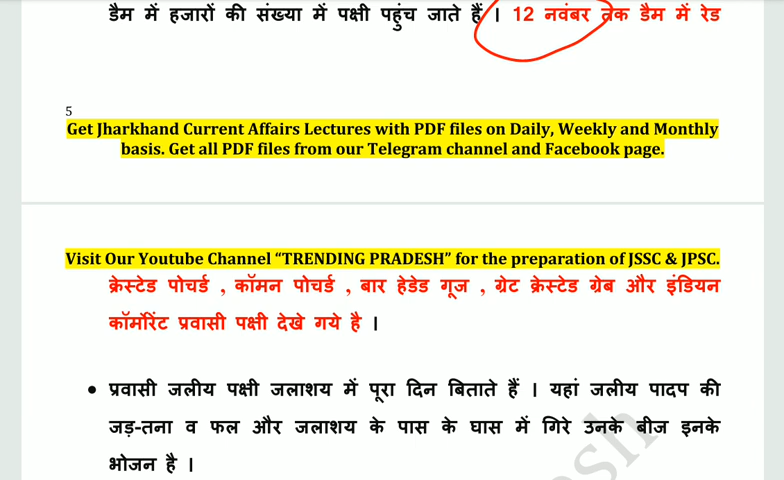 डैम में हजारों की संख्या में पक्षी पहुंच जाते हैं । 12 नवंबर तक डैम में रेड
5
Get Jharkhand Current Affairs Lectures with PDF files on Daily, Weekly and Monthly
basis. Get all PDF files from our Telegram channel and Facebook page.
Visit Our Youtube Channel “TRENDING PRADESH” for the preparation of JSSC & JPSC.
क्रेस्टेड पोचर्ड , कॉमन पोचर्ड , बार हेडेड गूज , ग्रेट क्रेस्टेड ग्रेब और इंडियन
कॉर्मोरेंट प्रवासी पक्षी देखे गये है ।
• प्रवासी जलीय पक्षी जलाशय में पूरा दिन बिताते हैं । यहां जलीय पादप की
जड़-तना व फल और जलाशय के पास के घास में गिरे उनके बीज इनके
भोजन है ।
esh